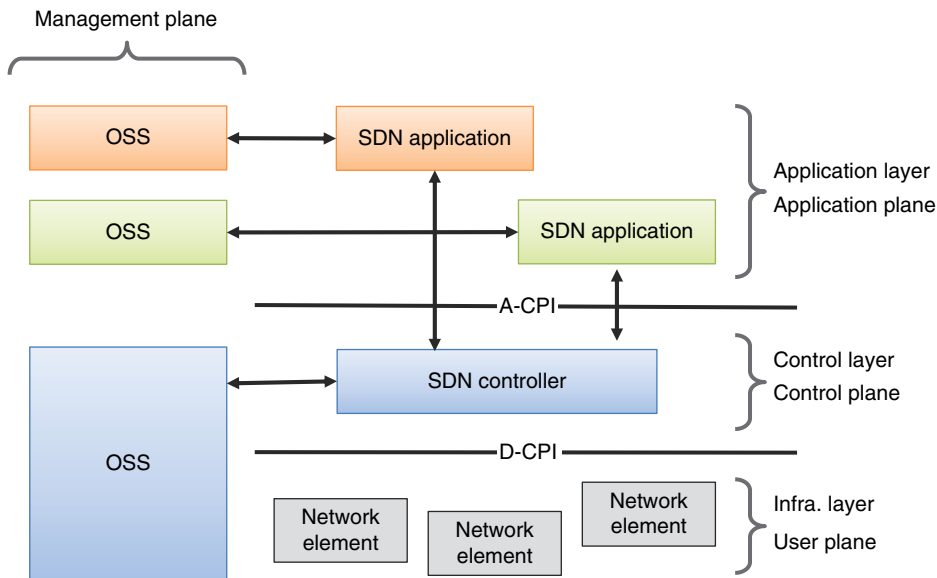 Management plane
OSS
SDN application
Application layer
Application plane
OSS
SDN application
A-CPI
Control layer
Control plane
SDN controller
OSS
D-CPI
Network
element
Network
element
Network
element
Infra. layer
User plane